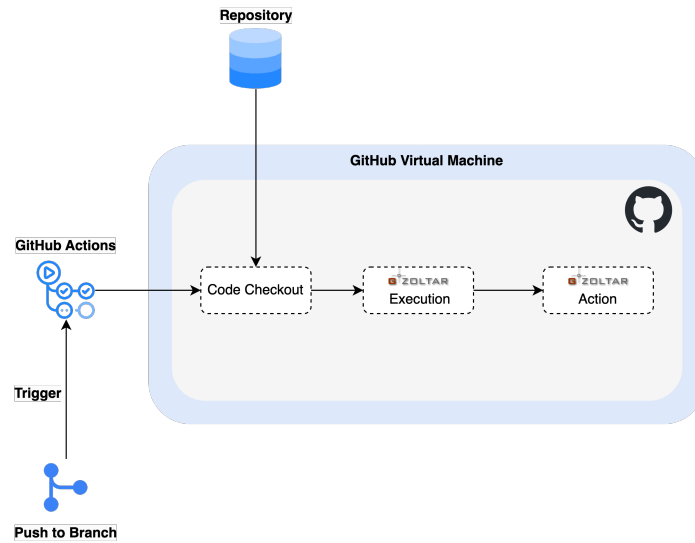 Repository
GitHub Virtual Machine
GitHub Actions
Code Checkout
GZOLTAR
Execution
GZOLTAR
Action
Trigger
Push to Branch